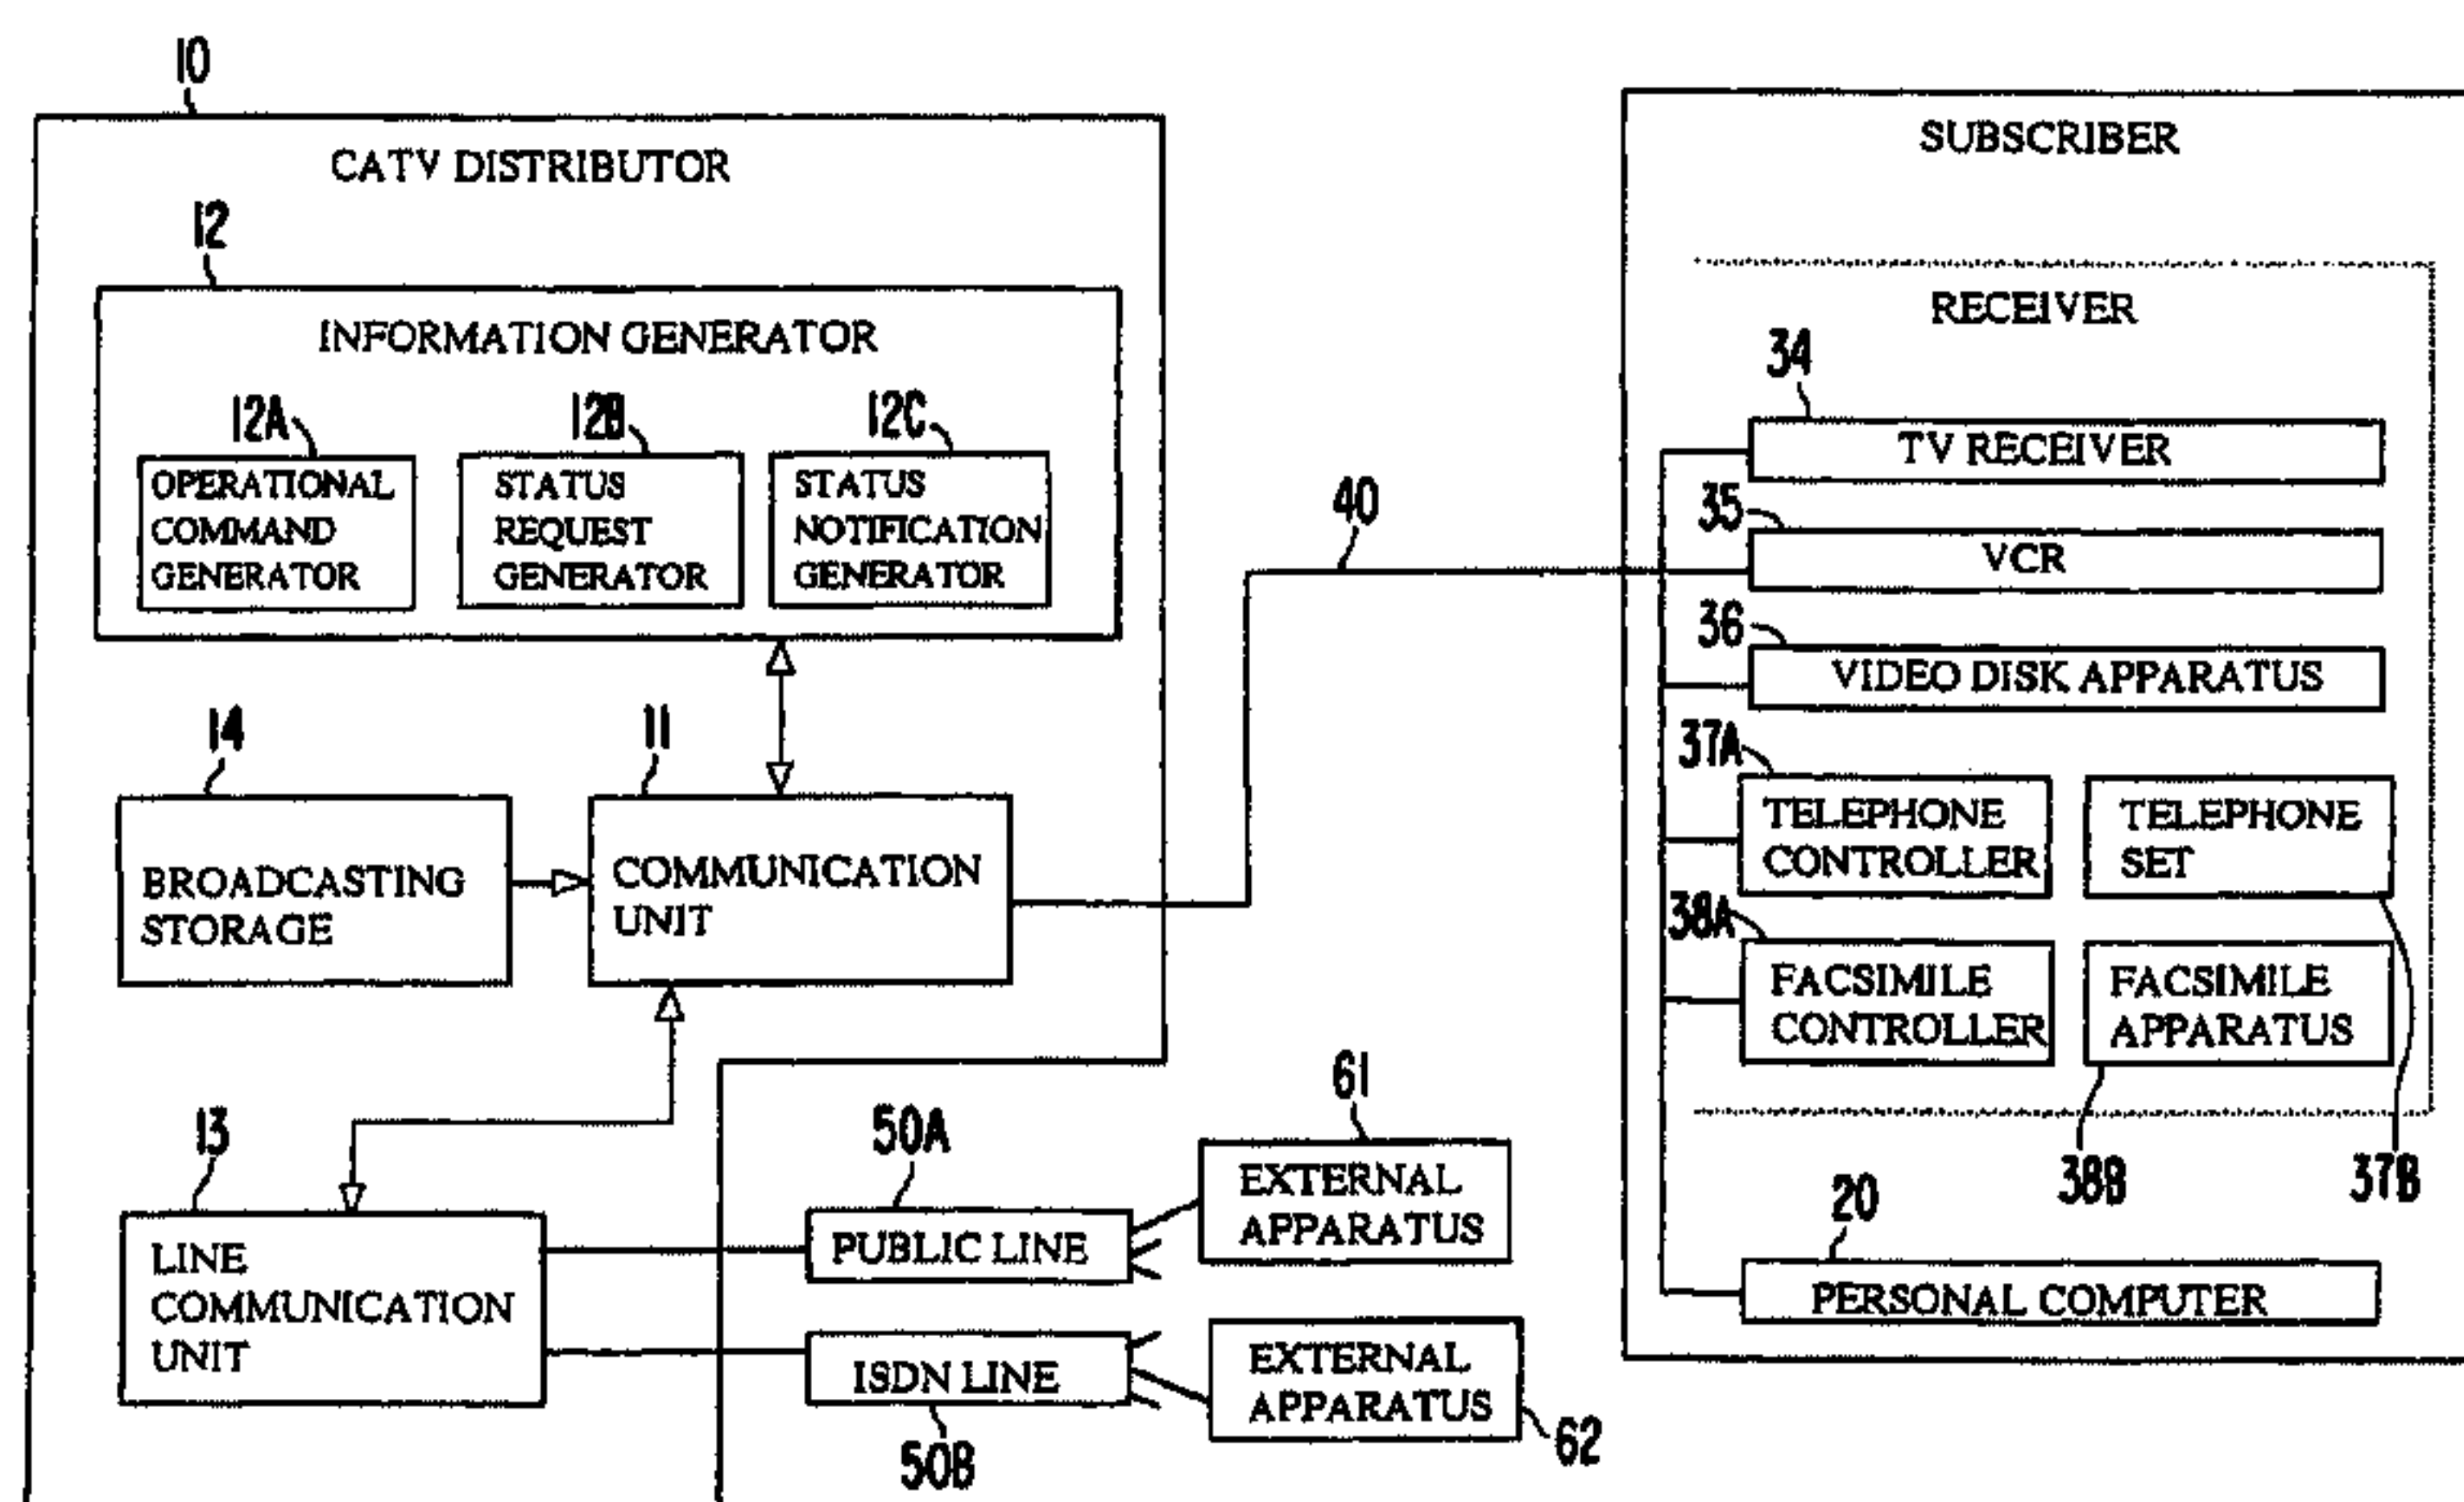 10
CATV DISTRIBUTOR
12
INFORMATION GENERATOR
12A
OPERATIONAL
COMMAND
GENERATOR
12B
STATUS
REQUEST
GENERATOR
12C
STATUS
NOTIFICATION
GENERATOR
14
BROADCASTING
STORAGE
11
COMMUNICATION
UNIT
13
LINE
COMMUNICATION
UNIT
50A
PUBLIC LINE
61
EXTERNAL
APPARATUS
ISDN LINE
50B
EXTERNAL
APPARATUS
62
40
SUBSCRIBER
RECEIVER
34
TV RECEIVER
35
VCR
36
VIDEO DISK APPARATUS
37A
TELEPHONE
CONTROLLER
TELEPHONE
SET
38A
FACSIMILE
CONTROLLER
FACSIMILE
APPARATUS
38B
37B
20
PERSONAL COMPUTER